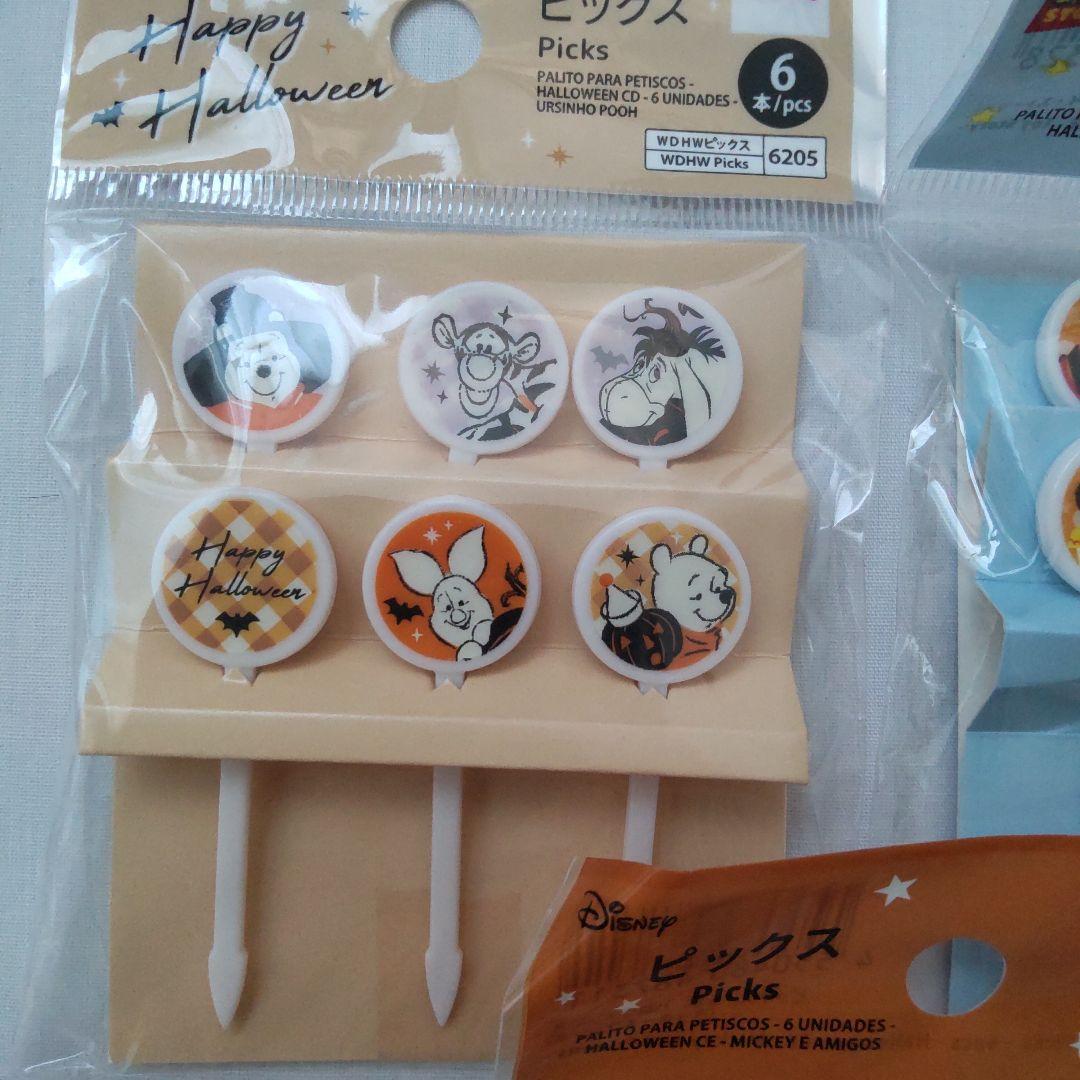 Happy
Halloween
ピックス
Picks
PALITO PARA PETISCOS -
HALLOWEEN CD - 6 UNIDADES -
URSINHO POOH
6
本/pcs
WDHWピックス
WDHW Picks
6205
PALITO
HAL
Happy
Halloween
Disney
ピックス
Picks
PALITO PARA PETISCOS - 6 UNIDADES -
HALLOWEEN CE - MICKEY E AMIGOS